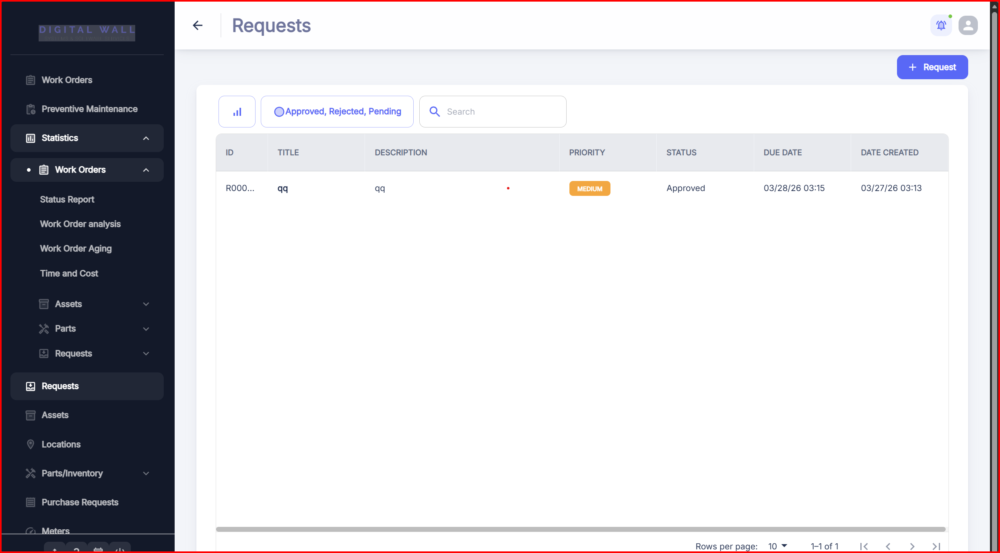 DIGITAL WALL
SYSTEMS & SOFTWARE SERVICES
Requests
Work Orders
Preventive Maintenance
Statistics
Work Orders
Status Report
Work Order analysis
Work Order Aging
Time and Cost
Assets
Parts
Requests
Requests
Assets
Locations
Parts/Inventory
Purchase Requests
Meters
+ Request
Approved, Rejected, Pending
Search
ID TITLE DESCRIPTION PRIORITY STATUS DUE DATE DATE CREATED
R000... qq qq MEDIUM Approved 03/28/26 03:15 03/27/26 03:13
Rows per page: 10 1–1 of 1